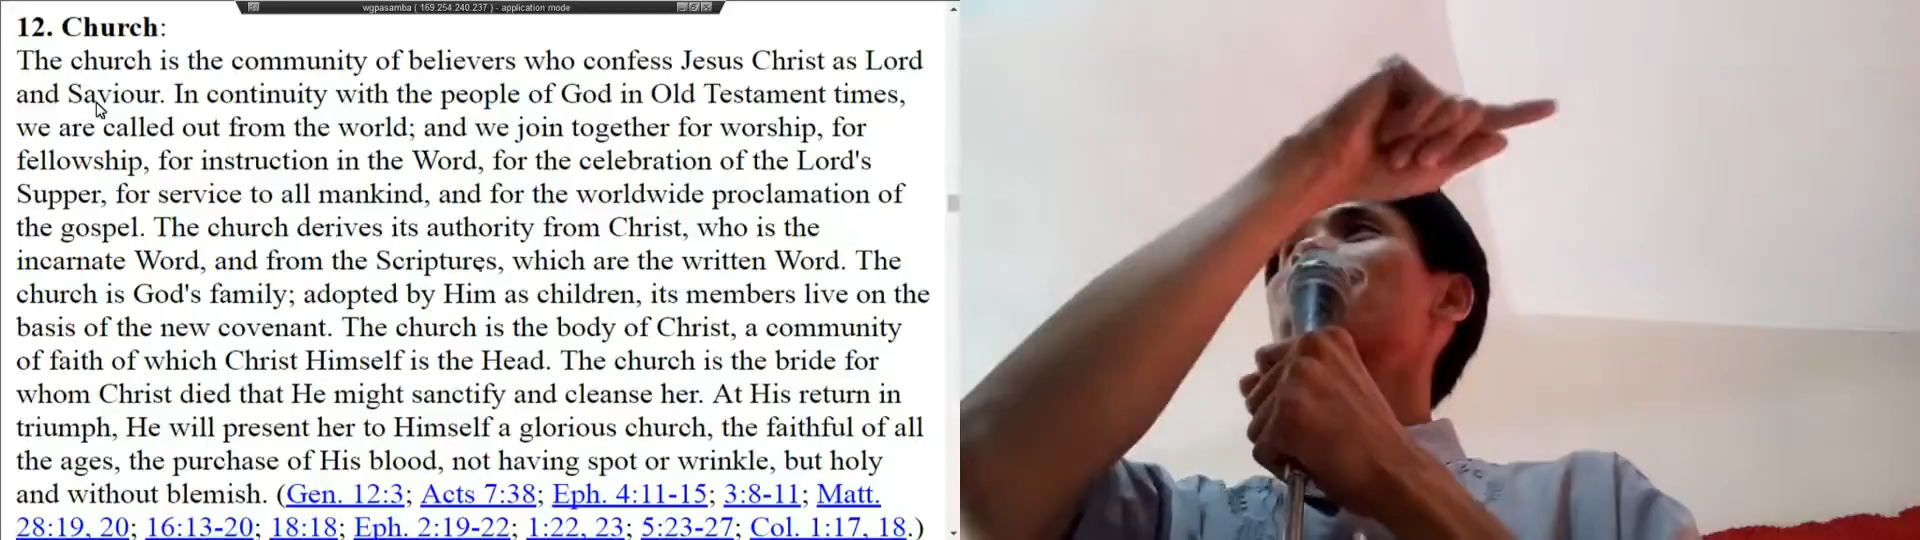 wgpasamba ( 169.254.240.237 ) - application mode
12. Church:
The church is the community of believers who confess Jesus Christ as Lord
and Saviour. In continuity with the people of God in Old Testament times,
we are called out from the world; and we join together for worship, for
fellowship, for instruction in the Word, for the celebration of the Lord's
Supper, for service to all mankind, and for the worldwide proclamation of
the gospel. The church derives its authority from Christ, who is the
incarnate Word, and from the Scriptures, which are the written Word. The
church is God's family; adopted by Him as children, its members live on the
basis of the new covenant. The church is the body of Christ, a community
of faith of which Christ Himself is the Head. The church is the bride for
whom Christ died that He might sanctify and cleanse her. At His return in
triumph, He will present her to Himself a glorious church, the faithful of all
the ages, the purchase of His blood, not having spot or wrinkle, but holy
and without blemish. (Gen. 12:3; Acts 7:38; Eph. 4:11-15; 3:8-11; Matt.
28:19, 20; 16:13-20; 18:18; Eph. 2:19-22; 1:22, 23; 5:23-27; Col. 1:17, 18.)